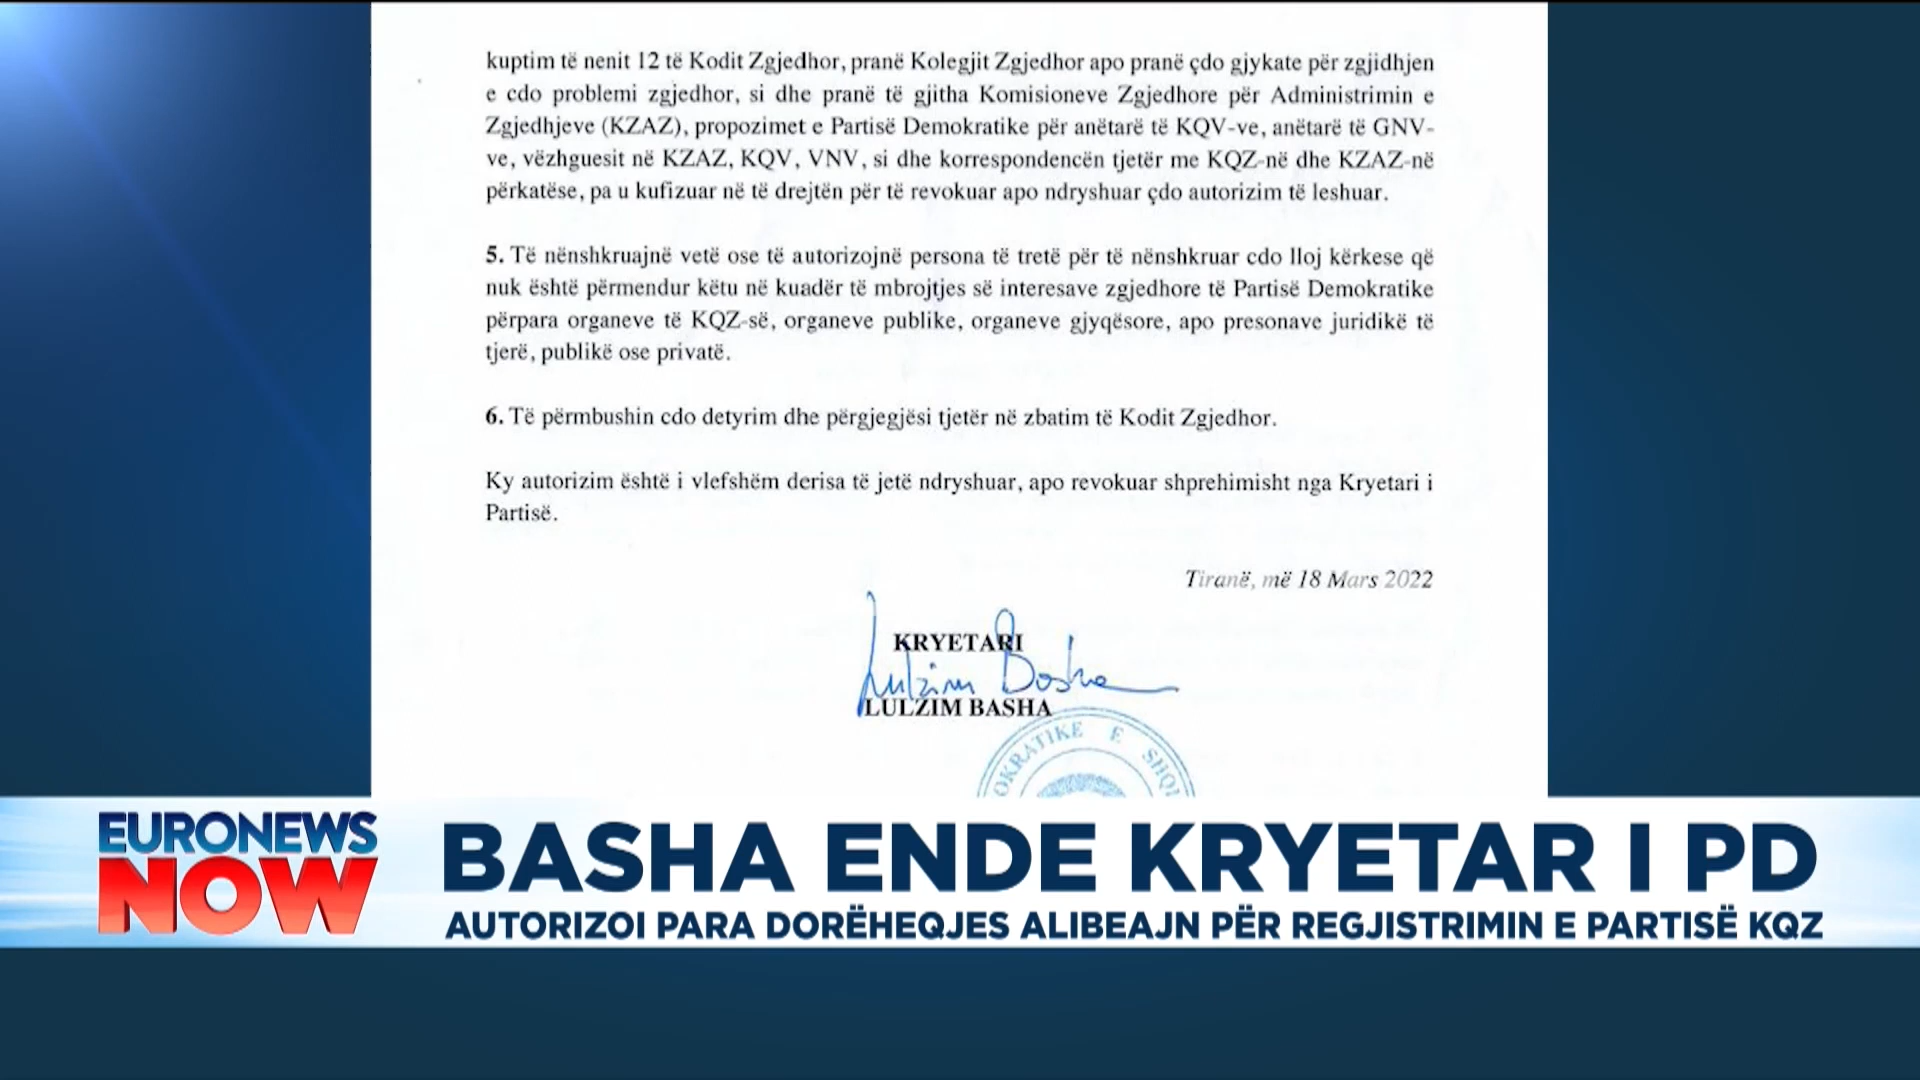 kuptim të nenit 12 të Kodit Zgjedhor, pranë Kolegjit Zgjedhor apo pranë çdo gjykate për zgjidhjen
e cdo problemi zgjedhor, si dhe pranë të gjitha Komisioneve Zgjedhore për Administrimin e
Zgjedhjeve (KZAZ), propozimet e Partisë Demokratike për anëtarë të KQV-ve, anëtarë të GNV-
ve, vëzhguesit në KZAZ, KQV, VNV, si dhe korrespondencën tjetër me KQZ-në dhe KZAZ-në
përkatëse, pa u kufizuar në të drejtën për të revokuar apo ndryshuar çdo autorizim të leshuar.
5. Të nënshkruajnë vetë ose të autorizojnë persona të tretë për të nënshkruar cdo lloj kërkese që
nuk është përmendur këtu në kuadër të mbrojtjes së interesave zgjedhore të Partisë Demokratike
përpara organeve të KQZ-së, organeve publike, organeve gjyqësore, apo presonave juridikë të
tjerë, publikë ose privatë.
6. Të përmbushin cdo detyrim dhe përgjegjësi tjetër në zbatim të Kodit Zgjedhor.
Ky autorizim është i vlefshëm derisa të jetë ndryshuar, apo revokuar shprehimisht nga Kryetari i
Partisë.
Tiranë, më 18 Mars 2022
KRYETARI
Lulzim Basha
LULZIM BASHA
OKRATIKE E SHQI
EURONEWS
NOW
BASHA ENDE KRYETAR I PD
AUTORIZOI PARA DORËHEQJES ALIBEAJN PËR REGJISTRIMIN E PARTISË KQZ